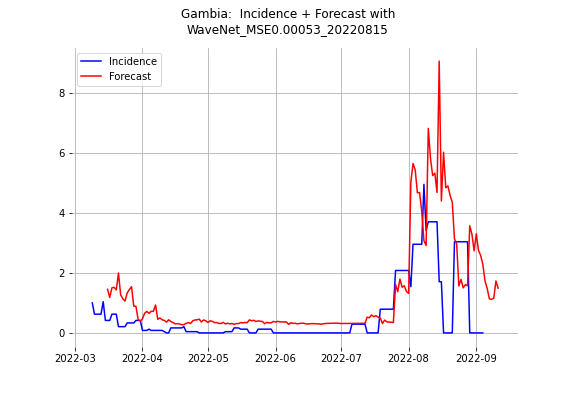 Gambia:  Incidence + Forecast with
WaveNet_MSE0.00053_20220815
Incidence
Forecast
8
6
4
2
0
2022-03 2022-04 2022-05 2022-06 2022-07 2022-08 2022-09